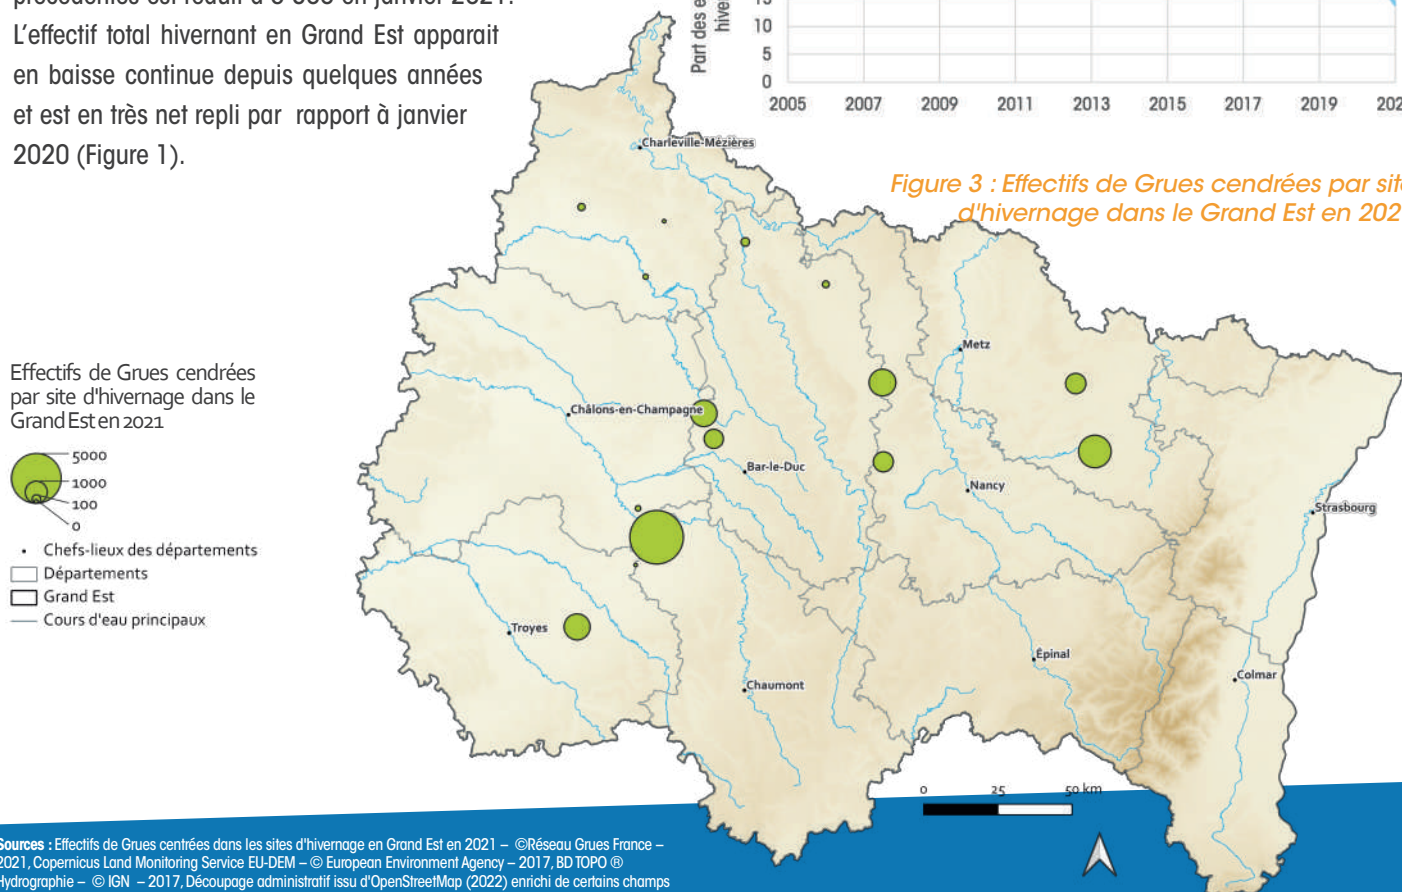 L'effectif total hivernant en Grand Est apparait
en baisse continue depuis quelques années
et est en très net repli par rapport à janvier
2020 (Figure 1).
Part des
15
10
5
0
2005 2007 2009 2011 2013 2015 2017 2019
Figure 3 : Effectifs de Grues cendrées par
d'hivernage dans le Grand Est en
Charleville-Mézières
Metz
Châlons-en-Champagne
Bar-le-Duc
Nancy
Strasbourg
Troyes
Épinal
Chaumont
Colmar
Effectifs de Grues cendrées
par site d'hivernage dans le
Grand Est en 2021
5000
1000
100
0
Chefs-lieux des départements
Départements
Grand Est
Cours d'eau principaux
0 25 50 km
Sources : Effectifs de Grues centrées dans les sites d'hivernage en Grand Est en 2021 – ©Réseau Grues France –
2021, Copernicus Land Monitoring Service EU-DEM – © European Environment Agency – 2017, BD TOPO ®
Hydrographie – © IGN – 2017, Découpage administratif issu d'OpenStreetMap (2022) enrichi de certains champs